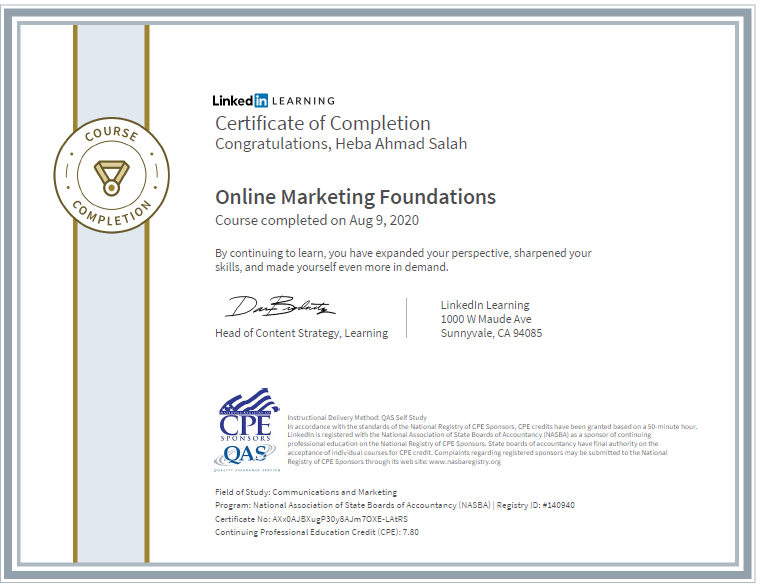 COURSE
COMPLETION
Linked in LEARNING
Certificate of Completion
Congratulations, Heba Ahmad Salah
Online Marketing Foundations
Course completed on Aug 9, 2020
By continuing to learn, you have expanded your perspective, sharpened your
skills, and made yourself even more in demand.
Head of Content Strategy, Learning
LinkedIn Learning
1000 W Maude Ave
Sunnyvale, CA 94085
NATIONAL REGISTRY OF
CPE
SPONSORS
QAS
QUALITY ASSURANCE SERVICE
Instructional Delivery Method: QAS Self Study
In accordance with the standards of the National Registry of CPE Sponsors, CPE credits have been granted based on a 50-minute hour.
LinkedIn is registered with the National Association of State Boards of Accountancy (NASBA) as a sponsor of continuing
professional education on the National Registry of CPE Sponsors. State boards of accountancy have final authority on the
acceptance of individual courses for CPE credit. Complaints regarding registered sponsors may be submitted to the National
Registry of CPE Sponsors through its web site: www.nasbaregistry.org
Field of Study: Communications and Marketing
Program: National Association of State Boards of Accountancy (NASBA) | Registry ID: #140940
Certificate No: AXx0AJBXugP30y8AJm7OXE-LAtRS
Continuing Professional Education Credit (CPE): 7.80